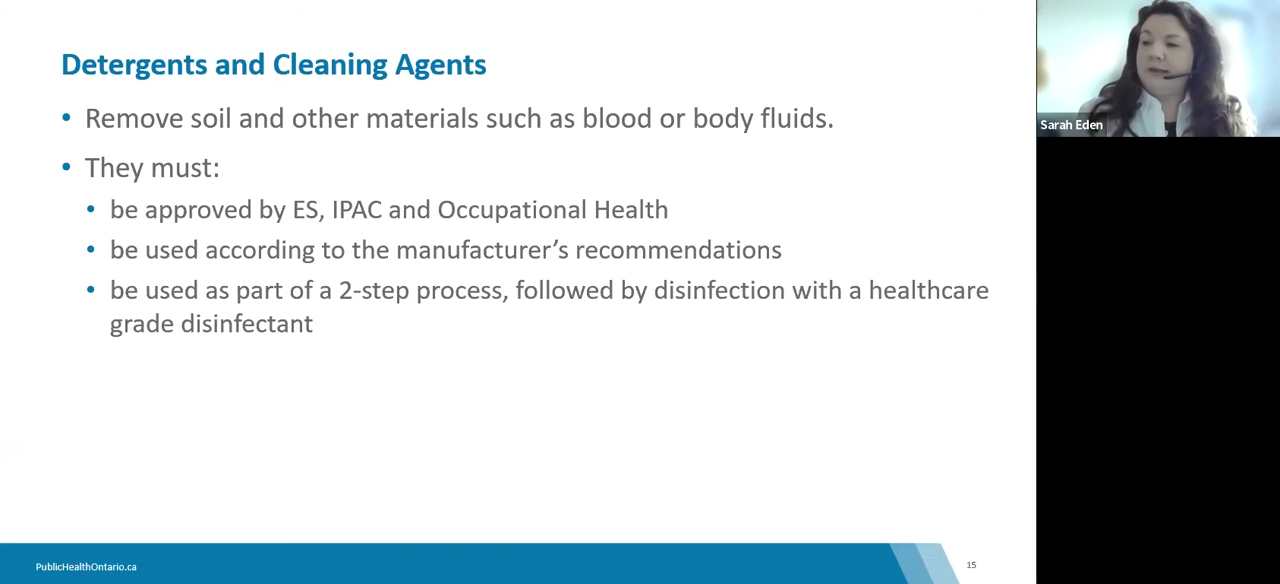 Detergents and Cleaning Agents
• Remove soil and other materials such as blood or body fluids.
• They must:
• be approved by ES, IPAC and Occupational Health
• be used according to the manufacturer’s recommendations
• be used as part of a 2-step process, followed by disinfection with a healthcare
grade disinfectant
Sarah Eden
PublicHealthOntario.ca
15